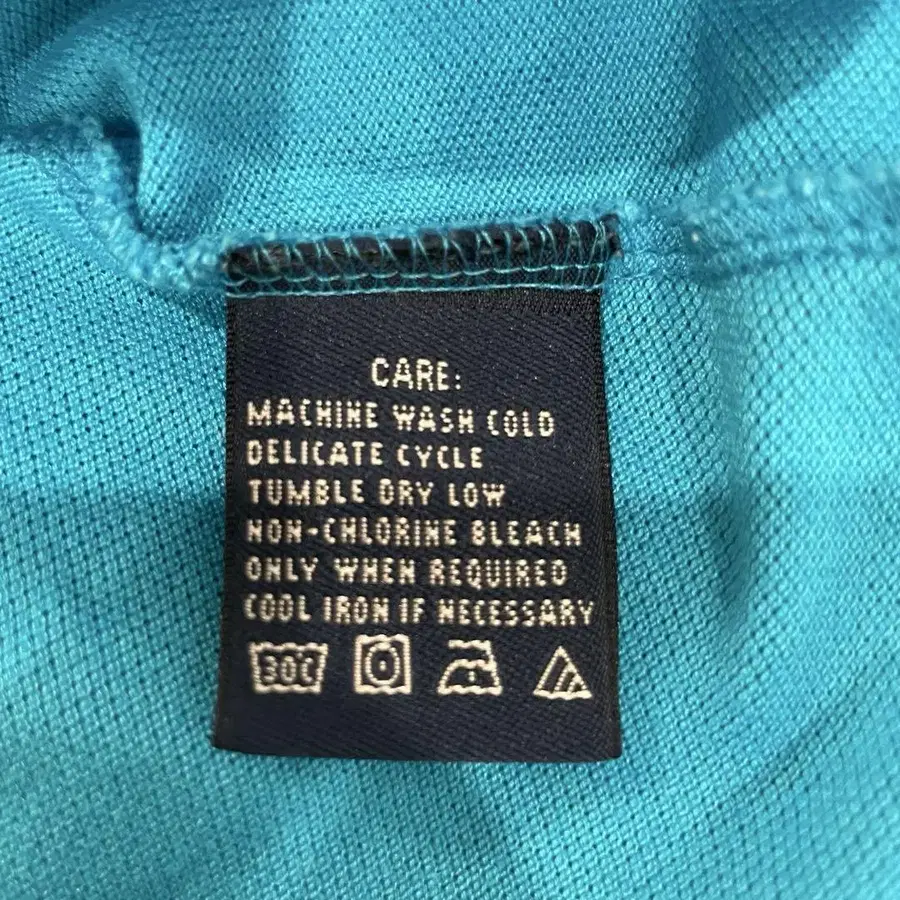 CARE:
MACHINE WASH COLD
DELICATE CYCLE
TUMBLE DRY LOW
NON-CHLORINE BLEACH
ONLY WHEN REQUIRED
COOL IRON IF NECESSARY
30C